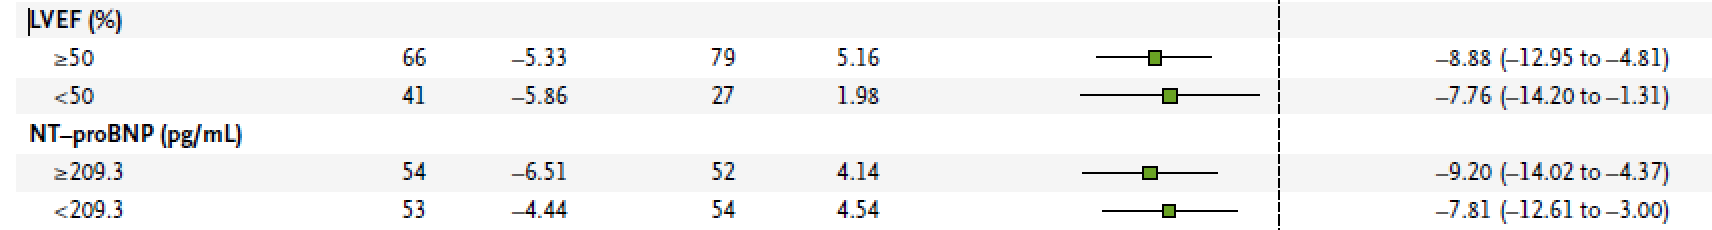 LVEF (%)
≥50 66 –5.33 79 5.16 –8.88 (–12.95 to –4.81)
<50 41 –5.86 27 1.98 –7.76 (–14.20 to –1.31)
NT–proBNP (pg/mL)
≥209.3 54 –6.51 52 4.14 –9.20 (–14.02 to –4.37)
<209.3 53 –4.44 54 4.54 –7.81 (–12.61 to –3.00)